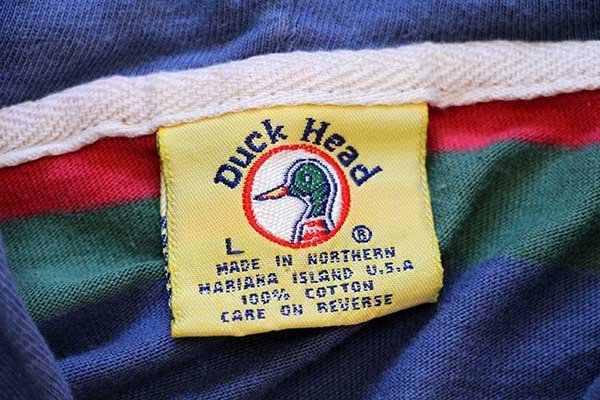 Duck Head
L ®
MADE IN NORTHERN
MARIANA ISLAND U.S.A
100% COTTON
CARE ON REVERSE